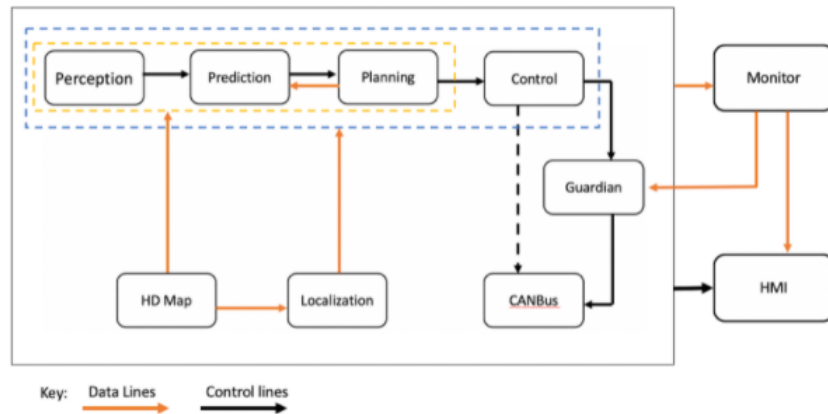 Perception
Prediction
Planning
Control
Monitor
Guardian
HD Map
Localization
CANBus
HMI
Key: Data Lines Control lines